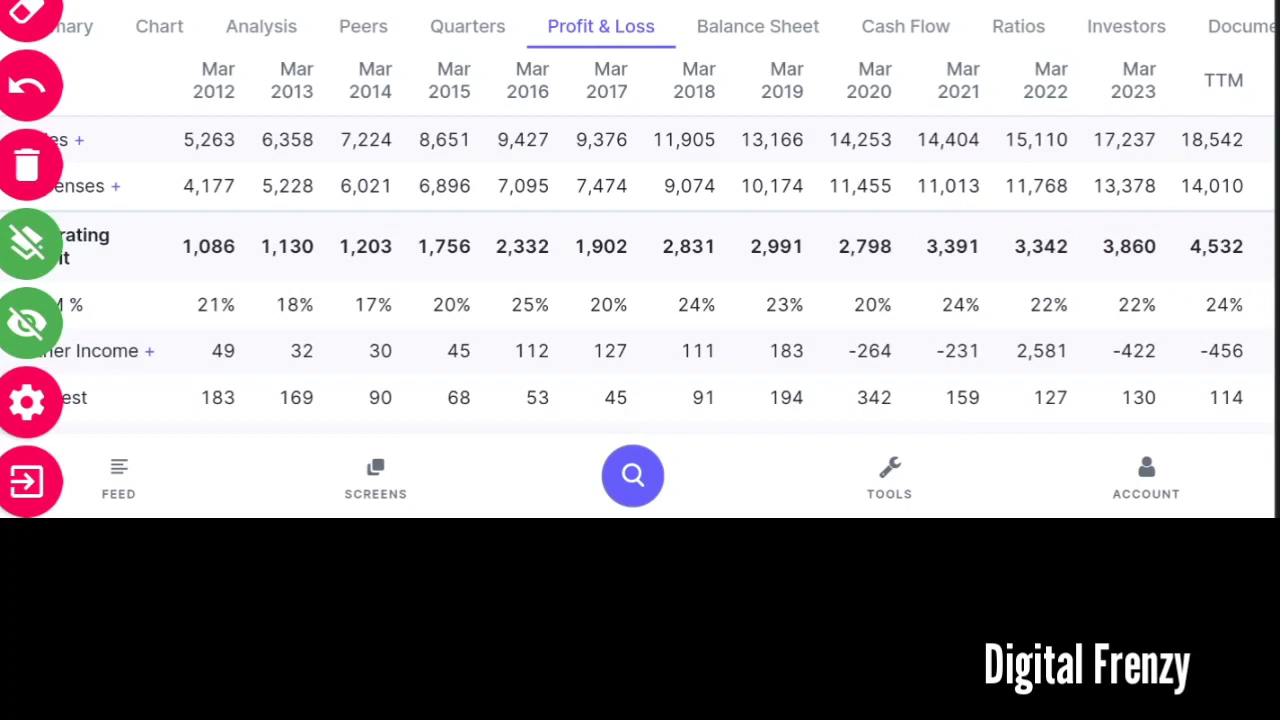 Chart Analysis Peers Quarters Profit & Loss Balance Sheet Cash Flow Ratios Investors
Mar 2012 Mar 2013 Mar 2014 Mar 2015 Mar 2016 Mar 2017 Mar 2018 Mar 2019 Mar 2020 Mar 2021 Mar 2022 Mar 2023 TTM
+ 5,263 6,358 7,224 8,651 9,427 9,376 11,905 13,166 14,253 14,404 15,110 17,237 18,542
+ 4,177 5,228 6,021 6,896 7,095 7,474 9,074 10,174 11,455 11,013 11,768 13,378 14,010
1,086 1,130 1,203 1,756 2,332 1,902 2,831 2,991 2,798 3,391 3,342 3,860 4,532
% 21% 18% 17% 20% 25% 20% 24% 23% 20% 24% 22% 22% 24%
Income + 49 32 30 45 112 127 111 183 -264 -231 2,581 -422 -456
183 169 90 68 53 45 91 194 342 159 127 130 114
FEED SCREENS TOOLS ACCOUNT
Digital Frenzy